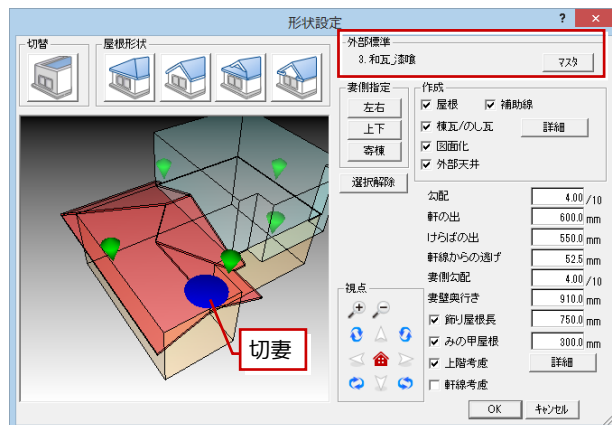 形状設定
? ×
切替
屋根形状
外部標準
3. 和瓦_漆喰
マスタ
妻側指定
左右
上下
寄棟
選択解除
作成
屋根
補助線
棟瓦/のし瓦
詳細
図面化
外部天井
勾配 4.00 /10
軒の出 600.0 mm
けらばの出 550.0 mm
軒線からの逃げ 52.5 mm
妻側勾配 4.00 /10
妻壁奥行き 910.0 mm
飾り屋根長 750.0 mm
みの甲屋根 300.0 mm
上階考慮
詳細
軒線考慮
視点
切妻
OK
キャンセル